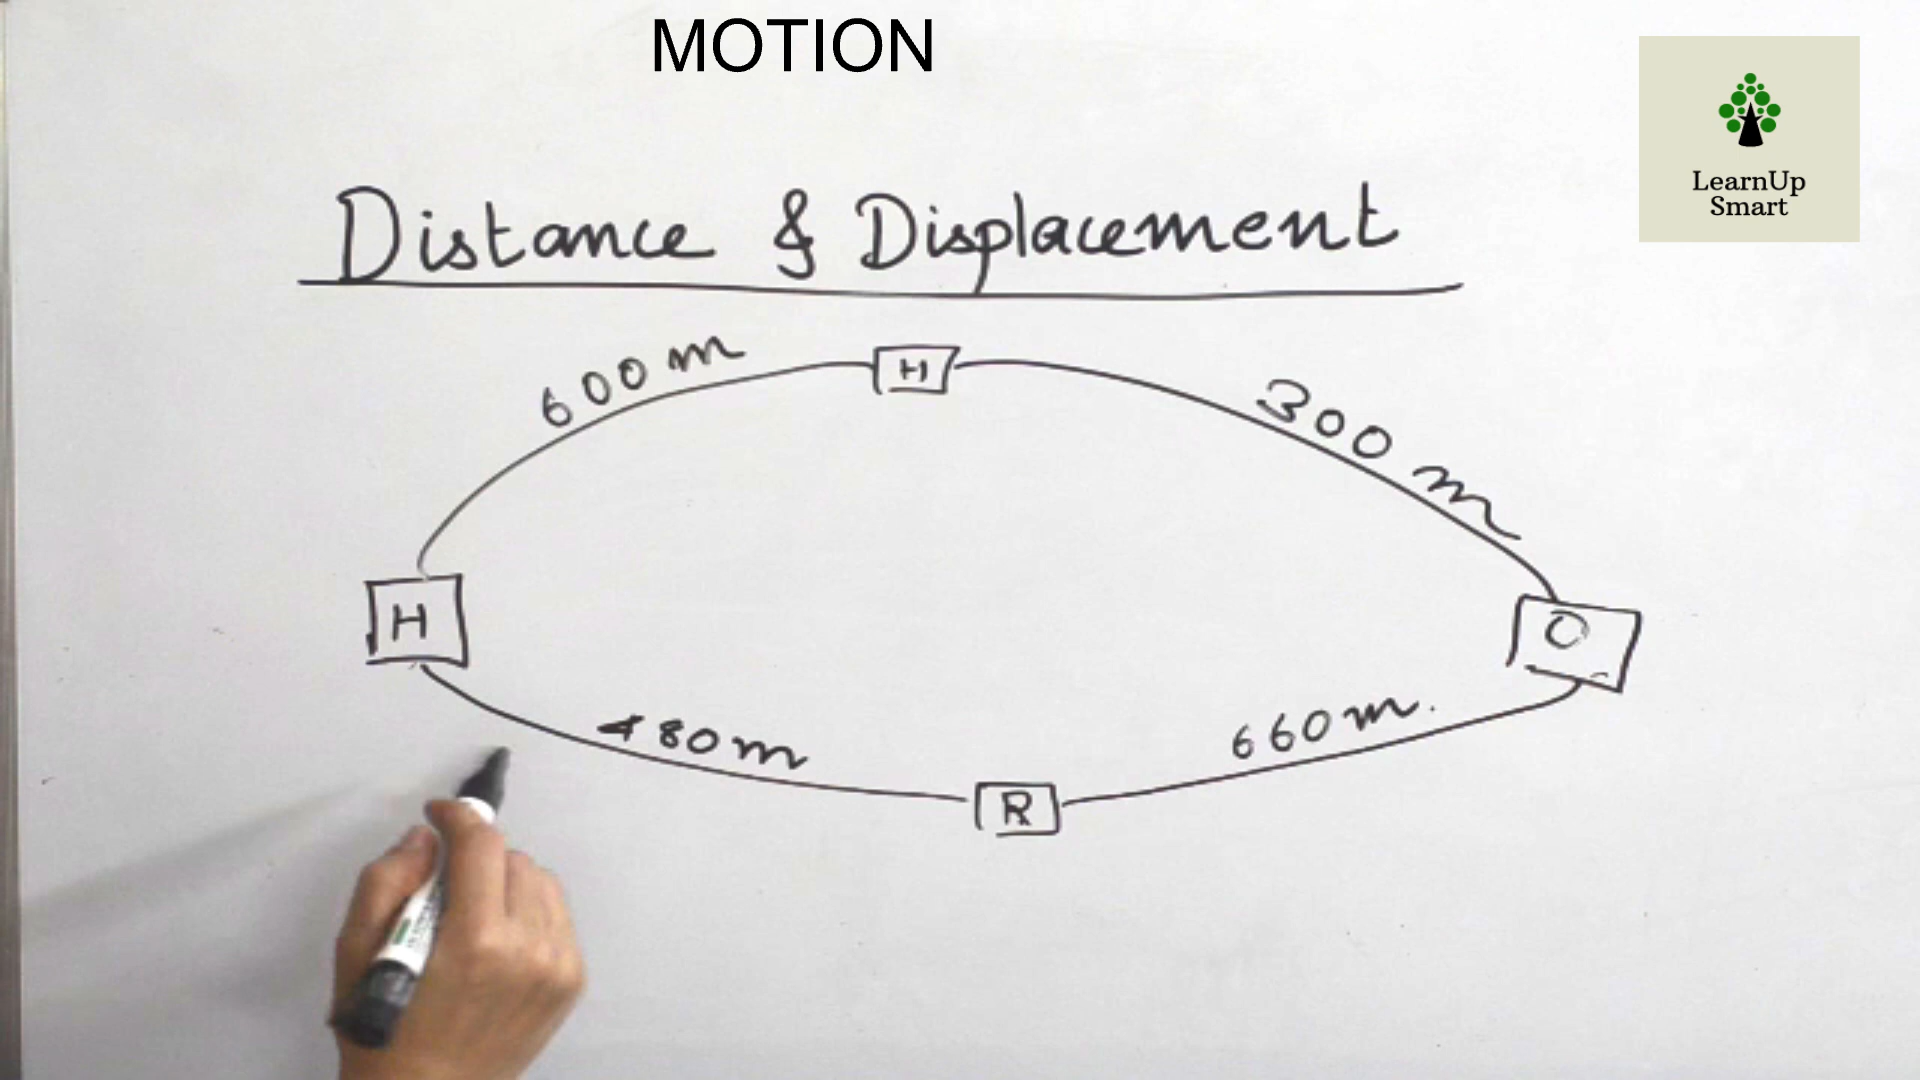 MOTION
LearnUp
Smart
Distance & Displacement
600 m
H
300 m
H
O
480 m
660 m.
R